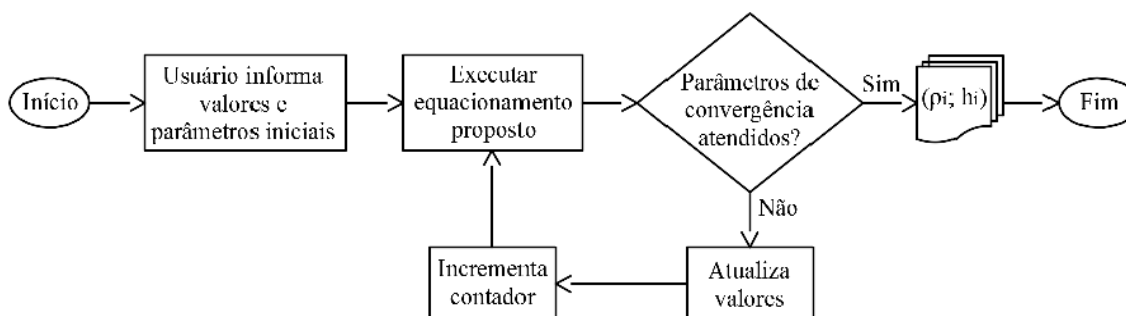 Início
Usuário informa
valores e
parâmetros iniciais
Executar
equacionamento
proposto
Parâmetros de
convergência
atendidos?
Sim
(ρi; hi)
Fim
Não
Atualiza
valores
Incrementa
contador